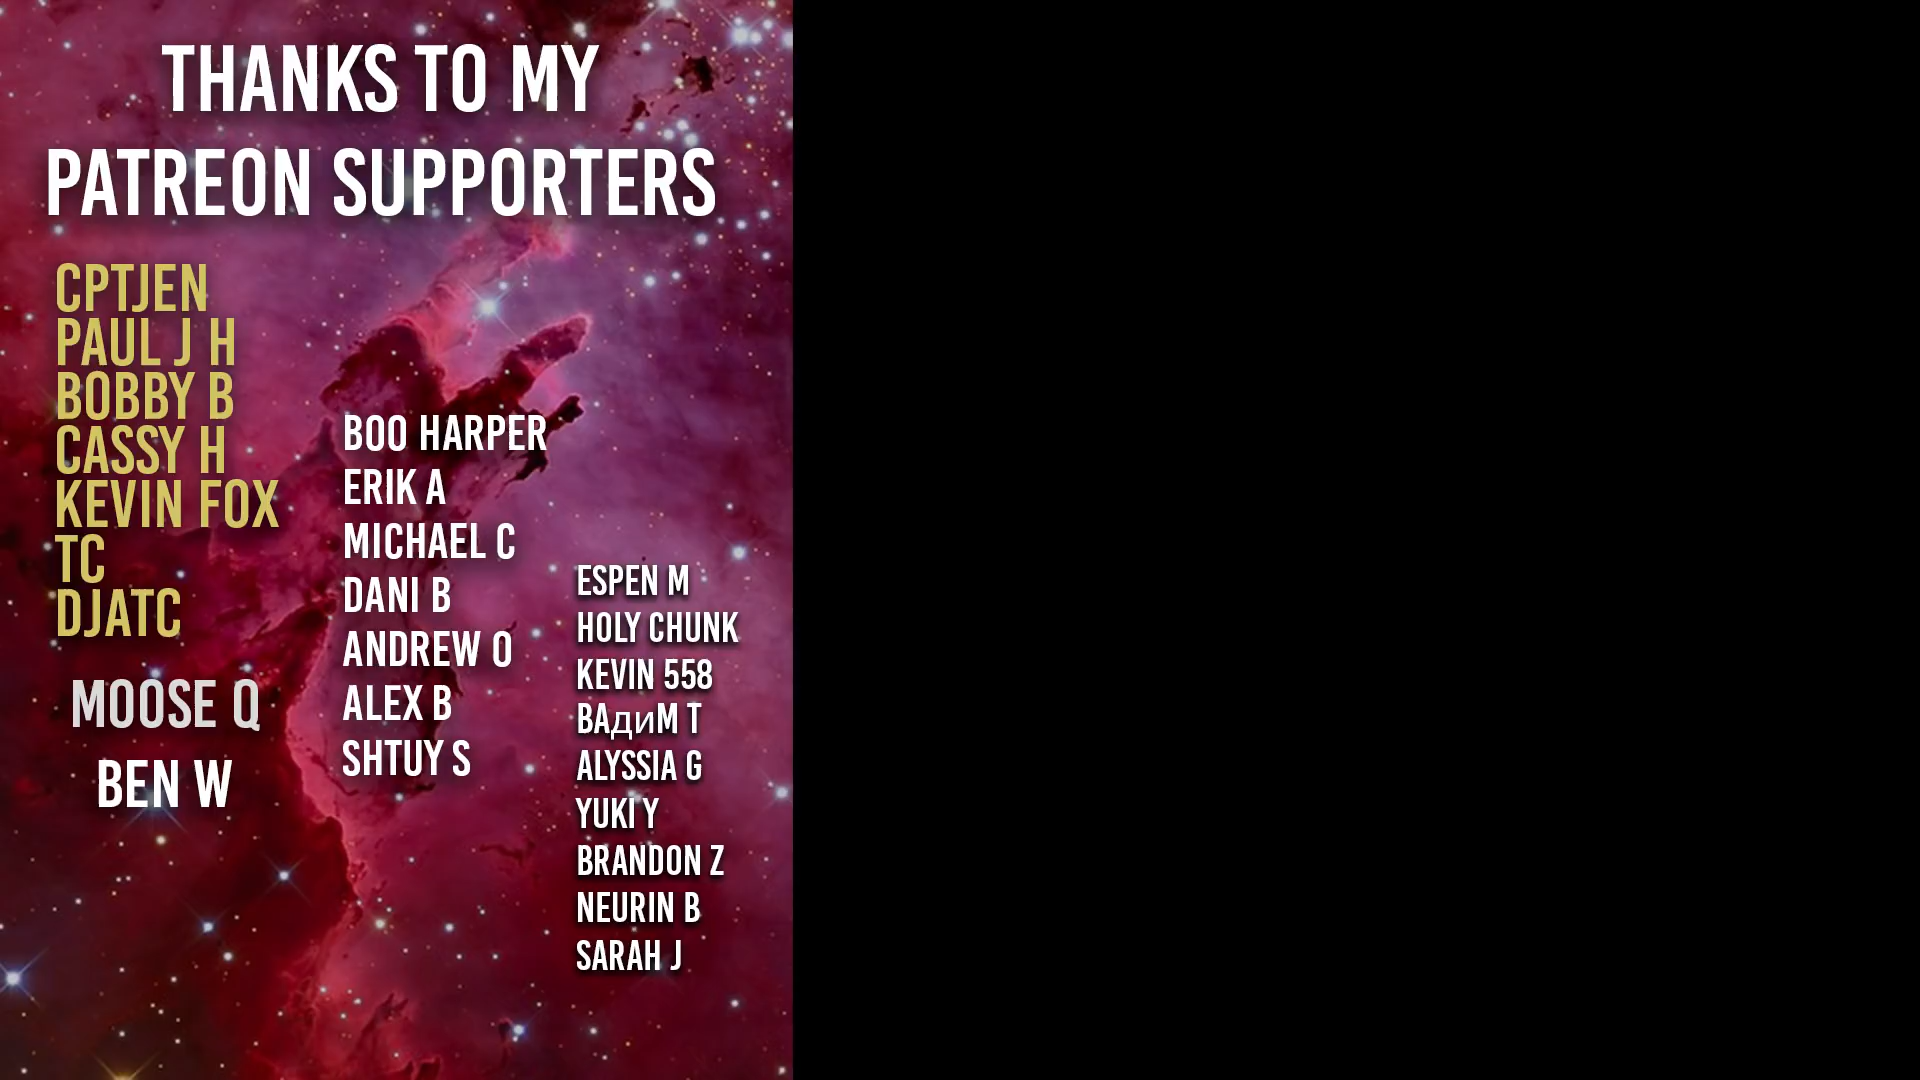 THANKS TO MY
PATREON SUPPORTERS
CPTJEN
PAUL J H
BOBBY B
CASSY H
KEVIN FOX
TC
DJATC
MOOSE Q
BEN W
BOO HARPER
ERIK A
MICHAEL C
DANI B
ANDREW O
ALEX B
SHTUY S
ESPEN M
HOLY CHUNK
KEVIN 558
ВАдиМ T
ALYSSIA G
YUKI Y
BRANDON Z
NEURIN B
SARAH J